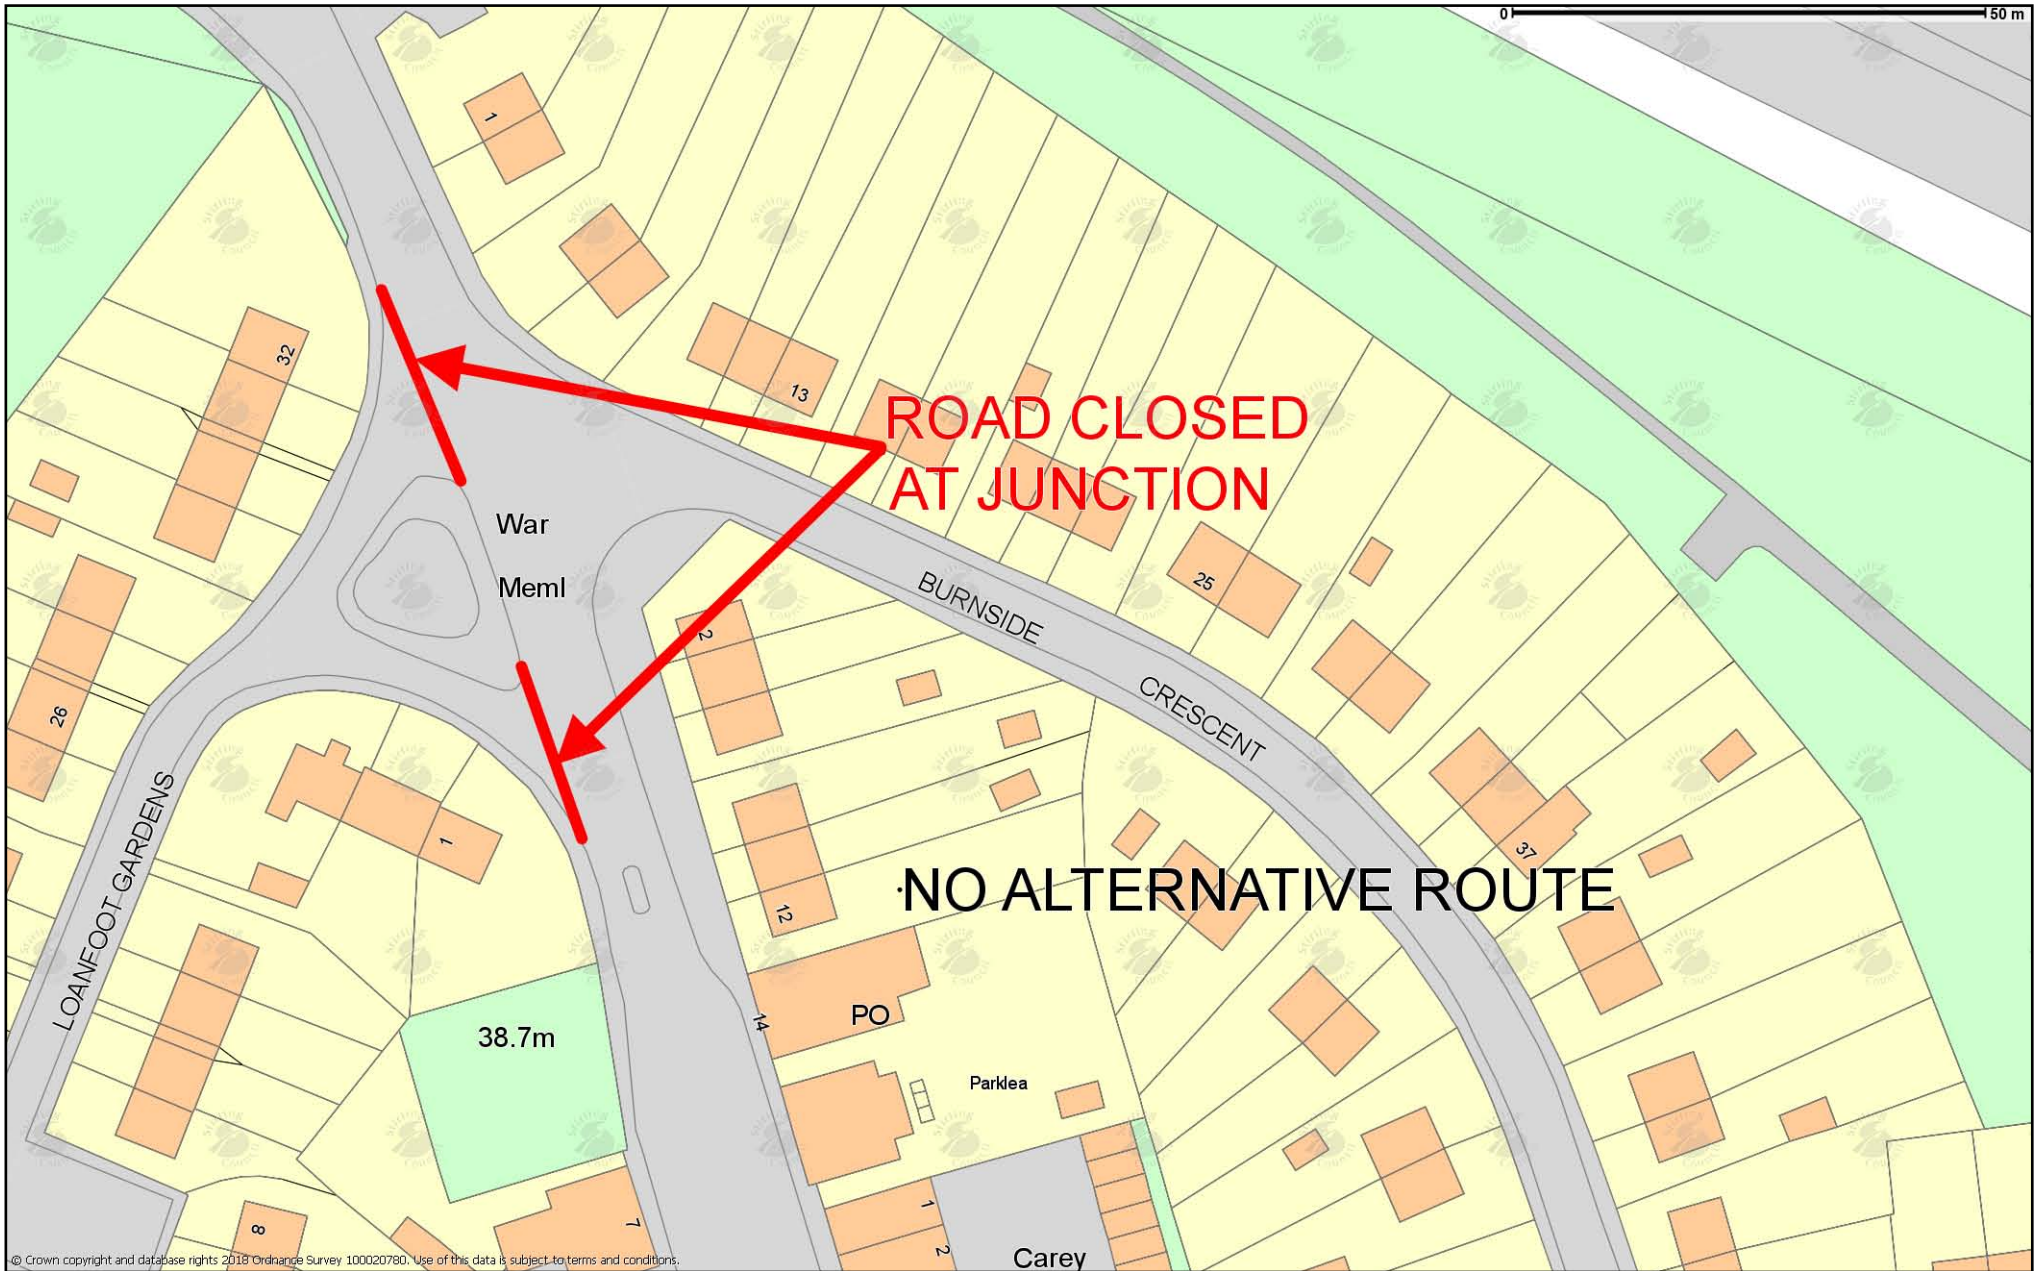 0
50 m
1
32
13
ROAD CLOSED
AT JUNCTION
War
Meml
25
BURNSIDE
2
CRESCENT
26
LOANFOOT GARDENS
1
37
NO ALTERNATIVE ROUTE
12
PO
14
38.7m
Parklea
8
7
1
2
Carey
© Crown copyright and database rights 2018 Ordnance Survey 100020780. Use of this data is subject to terms and conditions.
Stirling
Council